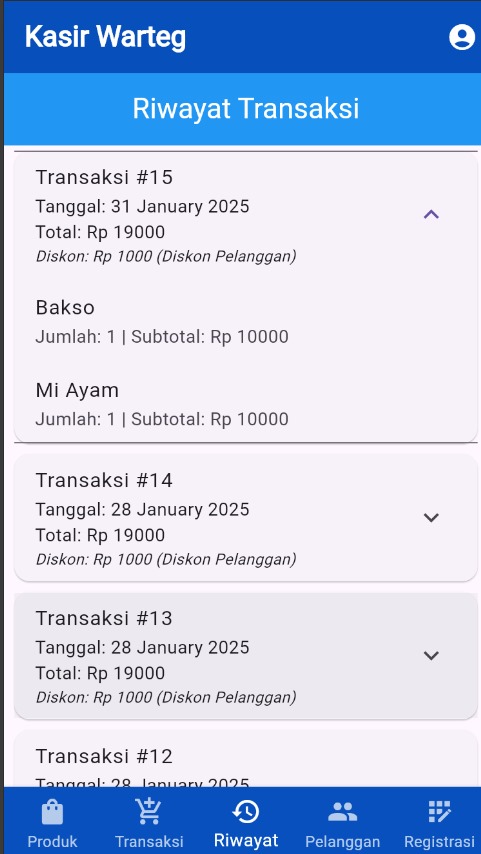 Kasir Warteg
Riwayat Transaksi
Transaksi #15
Tanggal: 31 January 2025
Total: Rp 19000
Diskon: Rp 1000 (Diskon Pelanggan)
Bakso
Jumlah: 1 | Subtotal: Rp 10000
Mi Ayam
Jumlah: 1 | Subtotal: Rp 10000
Transaksi #14
Tanggal: 28 January 2025
Total: Rp 19000
Diskon: Rp 1000 (Diskon Pelanggan)
Transaksi #13
Tanggal: 28 January 2025
Total: Rp 19000
Diskon: Rp 1000 (Diskon Pelanggan)
Transaksi #12
Tanggal: 28 January 2025
Produk Transaksi Riwayat Pelanggan Registrasi